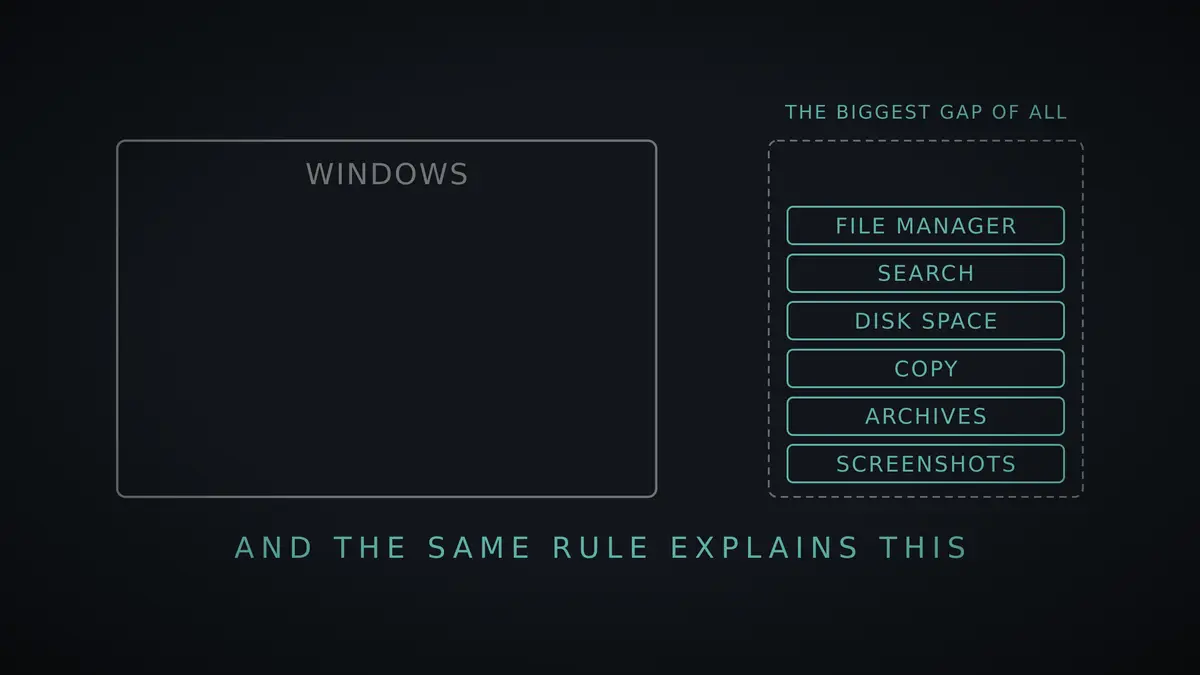 THE BIGGEST GAP OF ALL
WINDOWS
FILE MANAGER
SEARCH
DISK SPACE
COPY
ARCHIVES
SCREENSHOTS
AND THE SAME RULE EXPLAINS THIS